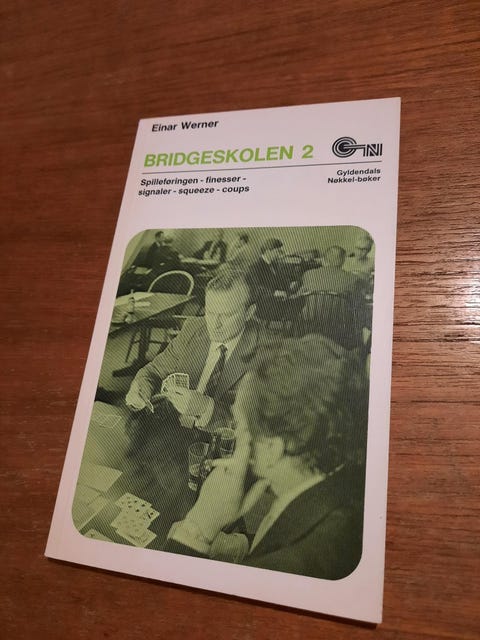 Einar Werner
BRIDGESKOLEN 2
GN
Spilleføringen - finesser -
signaler - squeeze - coups
Gyldendals
Nøkkel-bøker